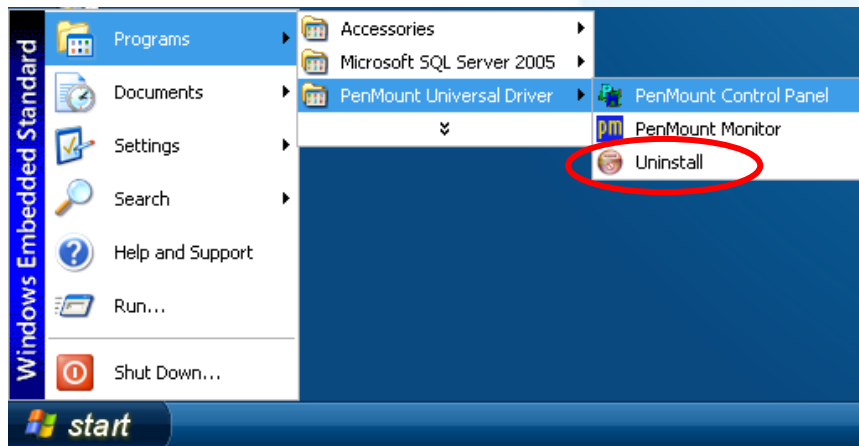 Windows Embedded Standard
Programs
Documents
Settings
Search
Help and Support
Run...
Shut Down...
Accessories
Microsoft SQL Server 2005
PenMount Universal Driver
PenMount Control Panel
pm PenMount Monitor
Uninstall
start